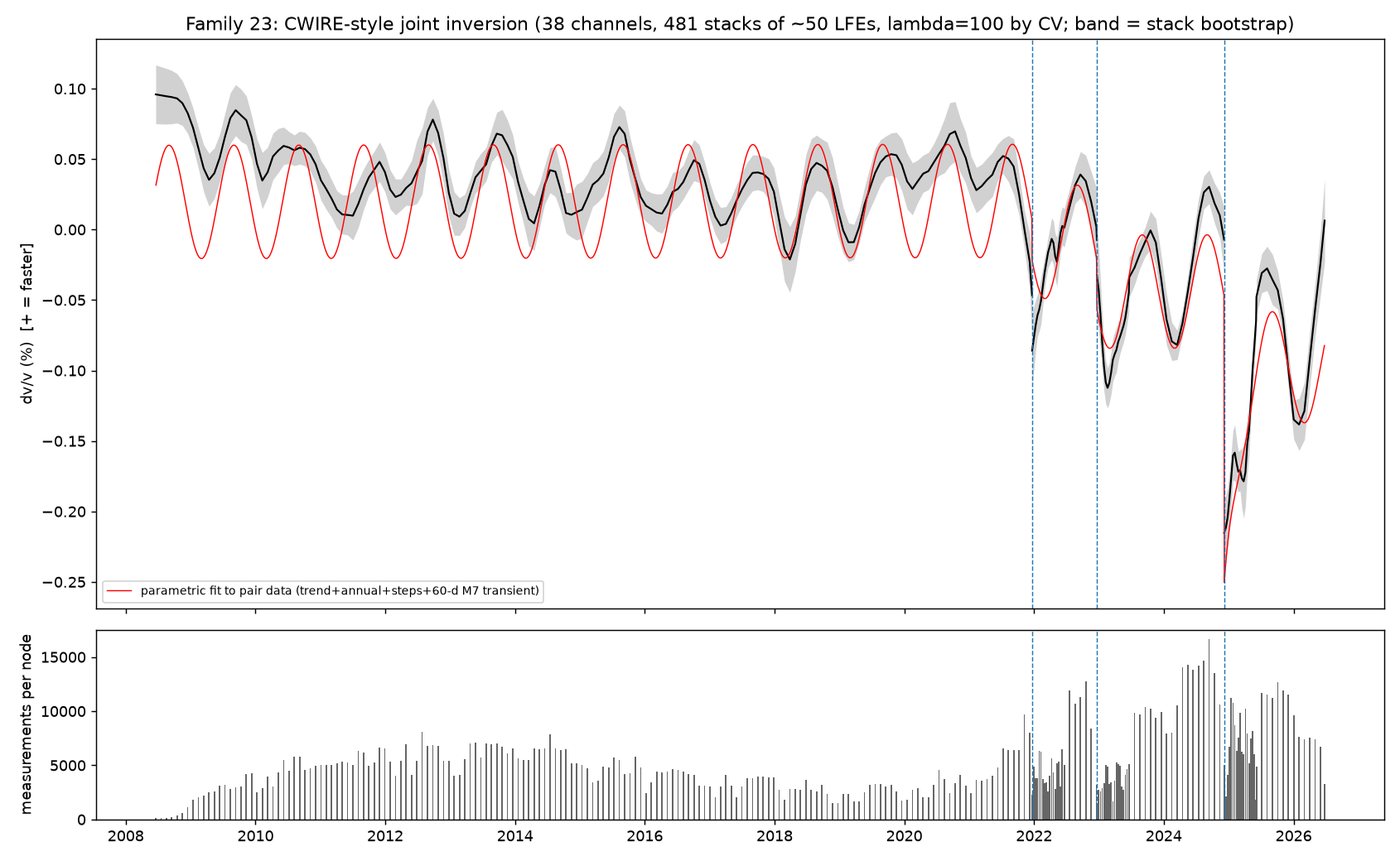 Family 23: CWIRE-style joint inversion (38 channels, 481 stacks of ~50 LFEs, lambda=100 by CV; band = stack bootstrap)
dv/v (%)  [+ = faster]
0.10
0.05
0.00
−0.05
−0.10
−0.15
−0.20
−0.25
parametric fit to pair data (trend+annual+steps+60-d M7 transient)
measurements per node
15000
10000
5000
0
2008 2010 2012 2014 2016 2018 2020 2022 2024 2026